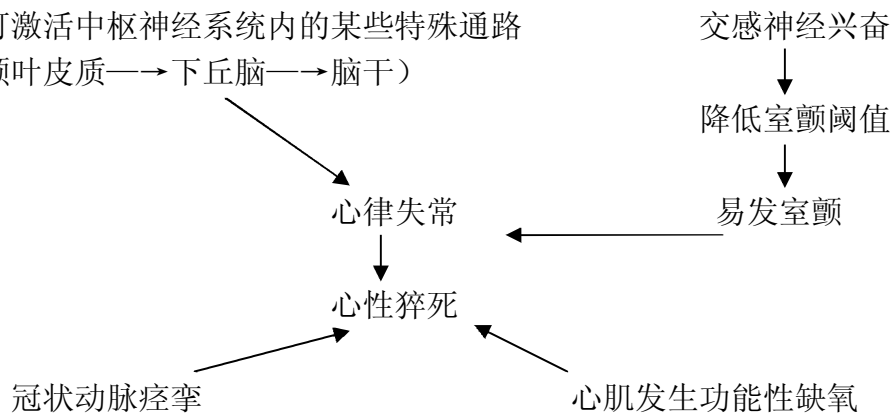 激活中枢神经系统内的某些特殊通路
交感神经兴奋
叶皮质—→下丘脑—→脑干）
降低室颤阈值
心律失常
易发室颤
心性猝死
冠状动脉痉挛
心肌发生功能性缺氧